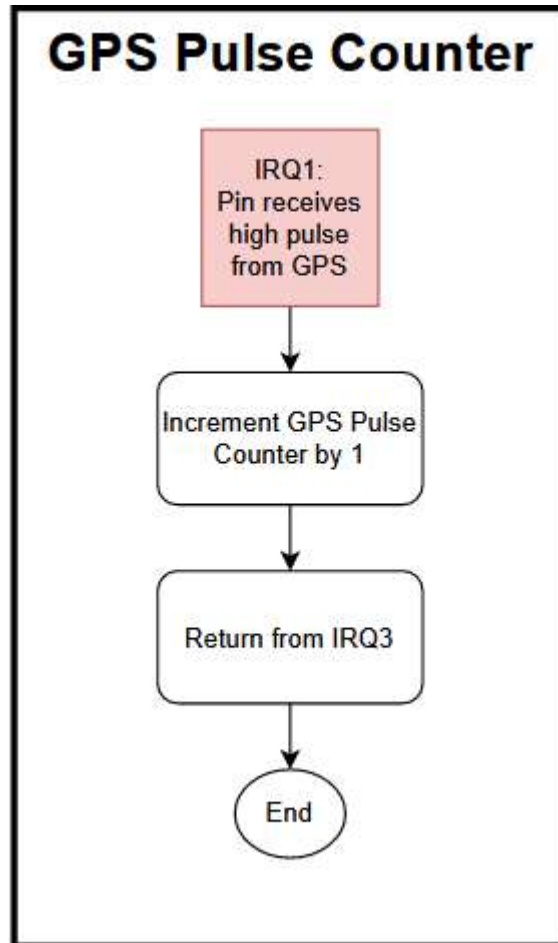 GPS Pulse Counter
IRQ1:
Pin receives
high pulse
from GPS
Increment GPS Pulse
Counter by 1
Return from IRQ3
End